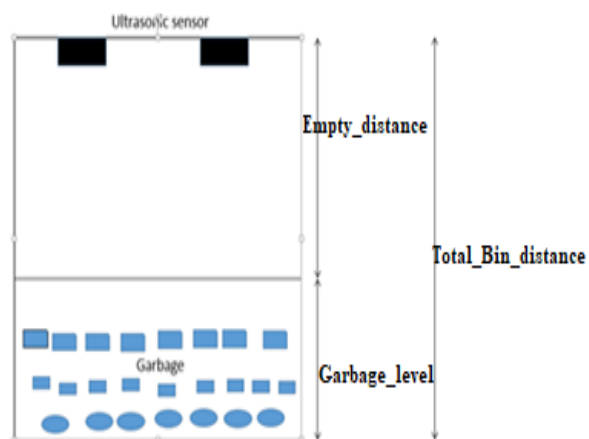 Ultrasonic sensor
Empty_distance
Total_Bin_distance
Garbage
Garbage_level